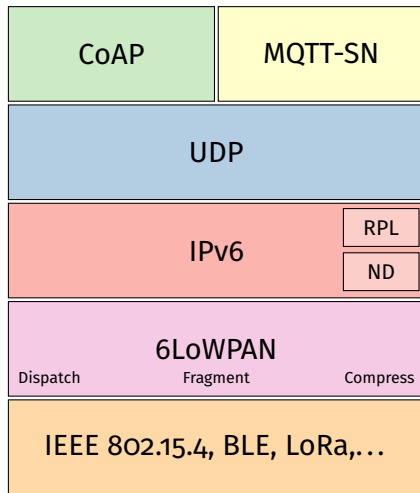 CoAP MQTT-SN
UDP
RPL
IPv6
ND
6LoWPAN
Dispatch Fragment Compress
IEEE 802.15.4, BLE, LoRa,…